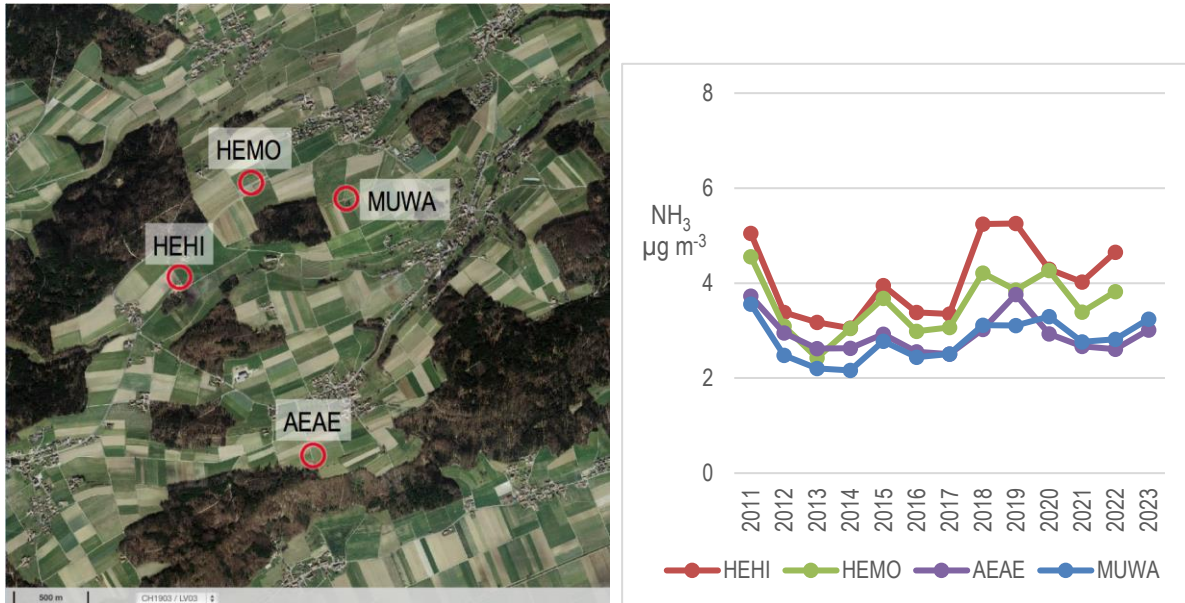 HEMO
MUWA
HEHI
AEAE
500 m
CH1903 / LV03
8
6
4
2
0
NH3
µg m-3
2011
2012
2013
2014
2015
2016
2017
2018
2019
2020
2021
2022
2023
HEHI HEMO AEAE MUWA